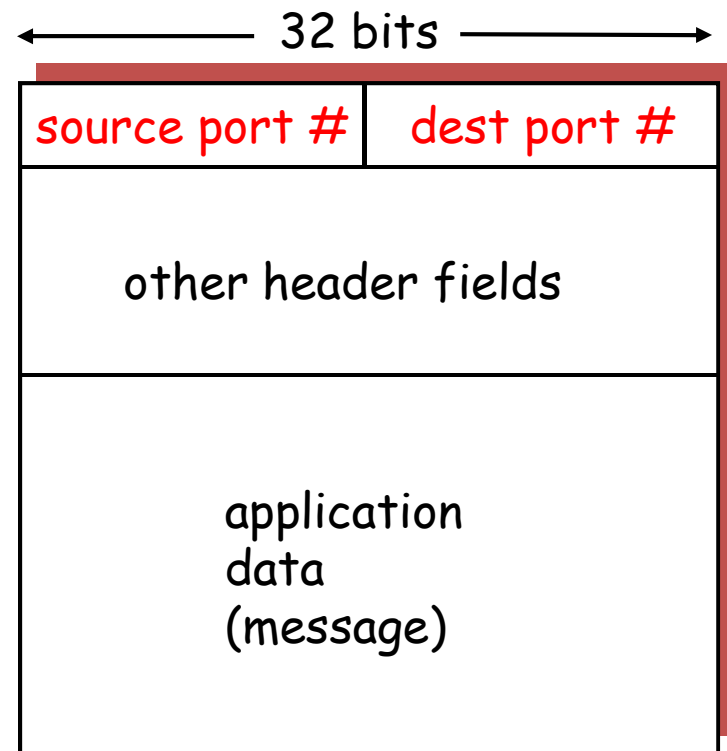 32 bits
source port # dest port #
other header fields
application
data
(message)